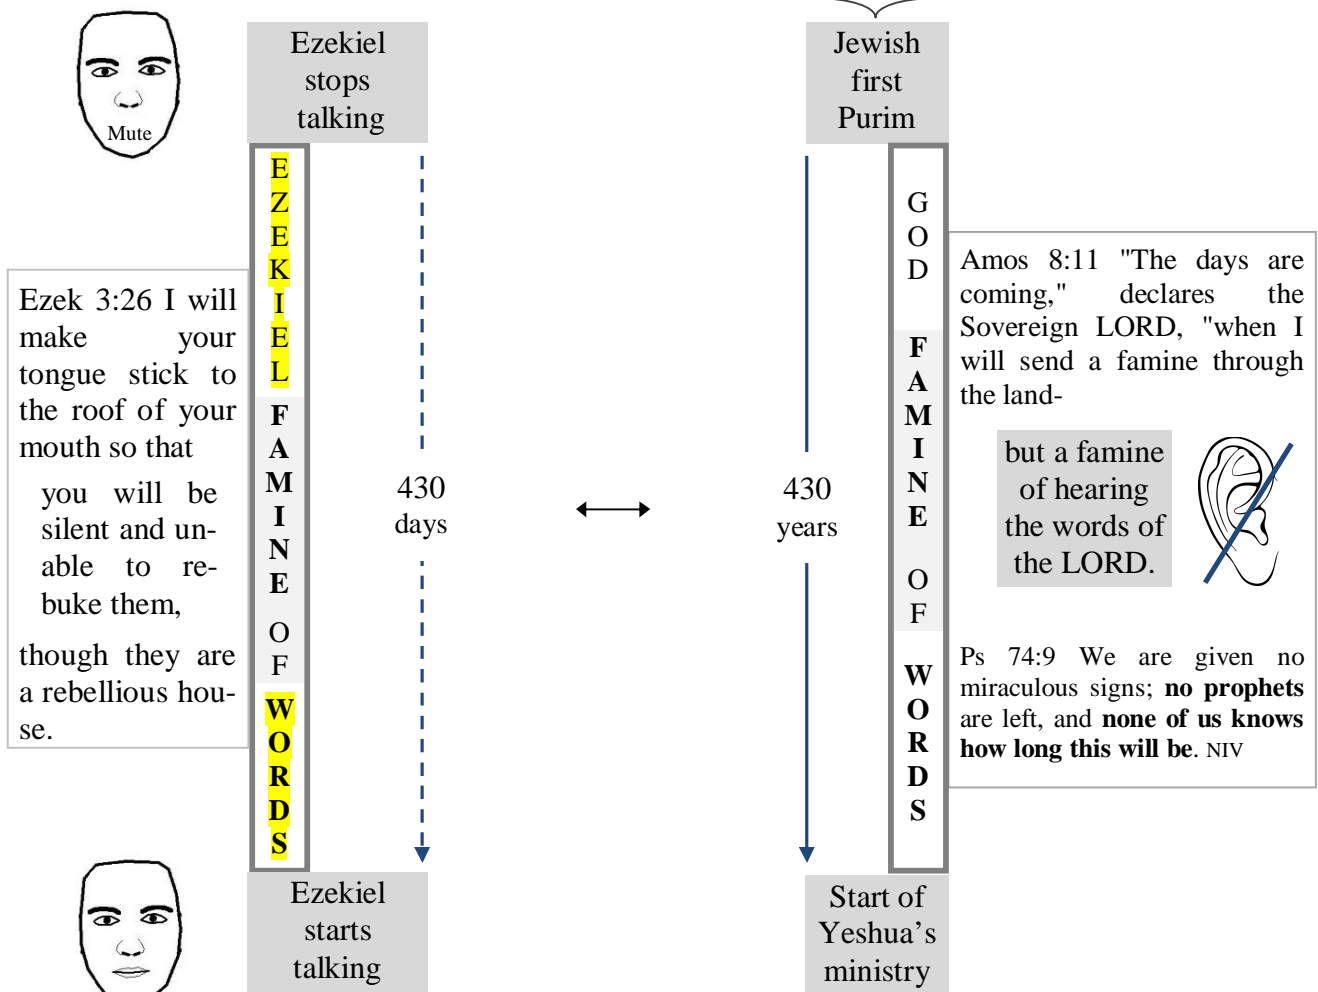 Mute
Ezekiel
stops
talking
Jewish
first
Purim
E
Z
E
K
I
E
L
F
A
M
I
N
E
O
F
W
O
R
D
S
Ezek 3:26 I will
make your
tongue stick to
the roof of your
mouth so that
you will be
silent and un-
able to re-
buke them,
though they are
a rebellious hou-
se.
430
days
430
years
G
O
D
F
A
M
I
N
E
O
F
W
O
R
D
S
Amos 8:11 "The days are
coming," declares the
Sovereign LORD, "when I
will send a famine through
the land-
but a famine
of hearing
the words of
the LORD.
Ps 74:9 We are given no
miraculous signs; no prophets
are left, and none of us knows
how long this will be. NIV
Ezekiel
starts
talking
Start of
Yeshua’s
ministry